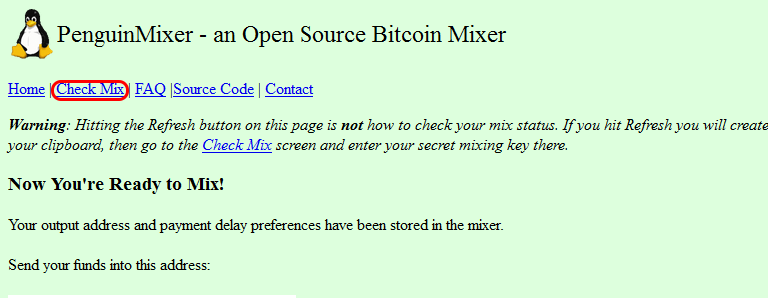 PenguinMixer - an Open Source Bitcoin Mixer
Home | Check Mix | FAQ |Source Code | Contact
Warning: Hitting the Refresh button on this page is not how to check your mix status. If you hit Refresh you will create
your clipboard, then go to the Check Mix screen and enter your secret mixing key there.
Now You're Ready to Mix!
Your output address and payment delay preferences have been stored in the mixer.
Send your funds into this address: